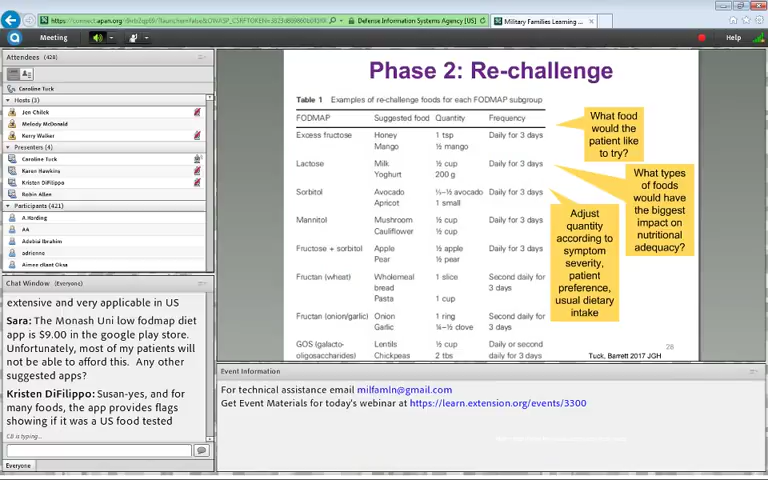 Defense Information Systems Agency [US]
Military Families Learning ...
Meeting
Help
Attendees (428)
Caroline Tuck
Hosts (3)
Jen Chilek
Melody McDonald
Kerry Walker
Presenters (4)
Caroline Tuck
Karen Hawkins
Kristen DiFilippo
Robin Allen
Participants (421)
A Harding
AA
Adebisi Ibrahim
adrienne
Chat Window (Everyone)
extensive and very applicable in US
Sara: The Monash Uni low fodmap diet
app is $9.00 in the google play store.
Unfortunately, most of my patients will
not be able to afford this. Any other
suggested apps?
Kristen DiFilippo: Susan-yes, and for
many foods, the app provides flags
showing if it was a US food tested
CB is typing...
Everyone
Phase 2: Re-challenge
Table 1 Examples of re-challenge foods for each FODMAP subgroup
FODMAP Suggested food Quantity Frequency
Excess fructose Honey 1 tsp Daily for 3 days
Mango ½ mango
Lactose Milk ½ cup Daily for 3 days
Yoghurt 200 g
Sorbitol Avocado ¼–½ avocado Daily for 3 days
Apricot 1 small
Mannitol Mushroom ½ cup Daily for 3 days
Cauliflower ½ cup
Fructose + sorbitol Apple ½ apple Daily for 3 days
Pear ½ pear
Fructan (wheat) Wholemeal 1 slice Second daily for
bread 3 days
Pasta 1 cup
Fructan (onion/garlic) Onion 1 ring Second daily for
Garlic ¼–½ clove 3 days
GOS (galacto- Lentils ½ cup Daily or second
oligosaccharides) Chickpeas 2 tbs daily for 3 days
What food
would the
patient like
to try?
What types
of foods
would have
the biggest
impact on
nutritional
adequacy?
Adjust
quantity
according to
symptom
severity,
patient
preference,
usual dietary
intake
28
Tuck, Barrett 2017 JGH
Event Information
For technical assistance email milfamln@gmail.com
Get Event Materials for today's webinar at https://learn.extension.org/events/3300